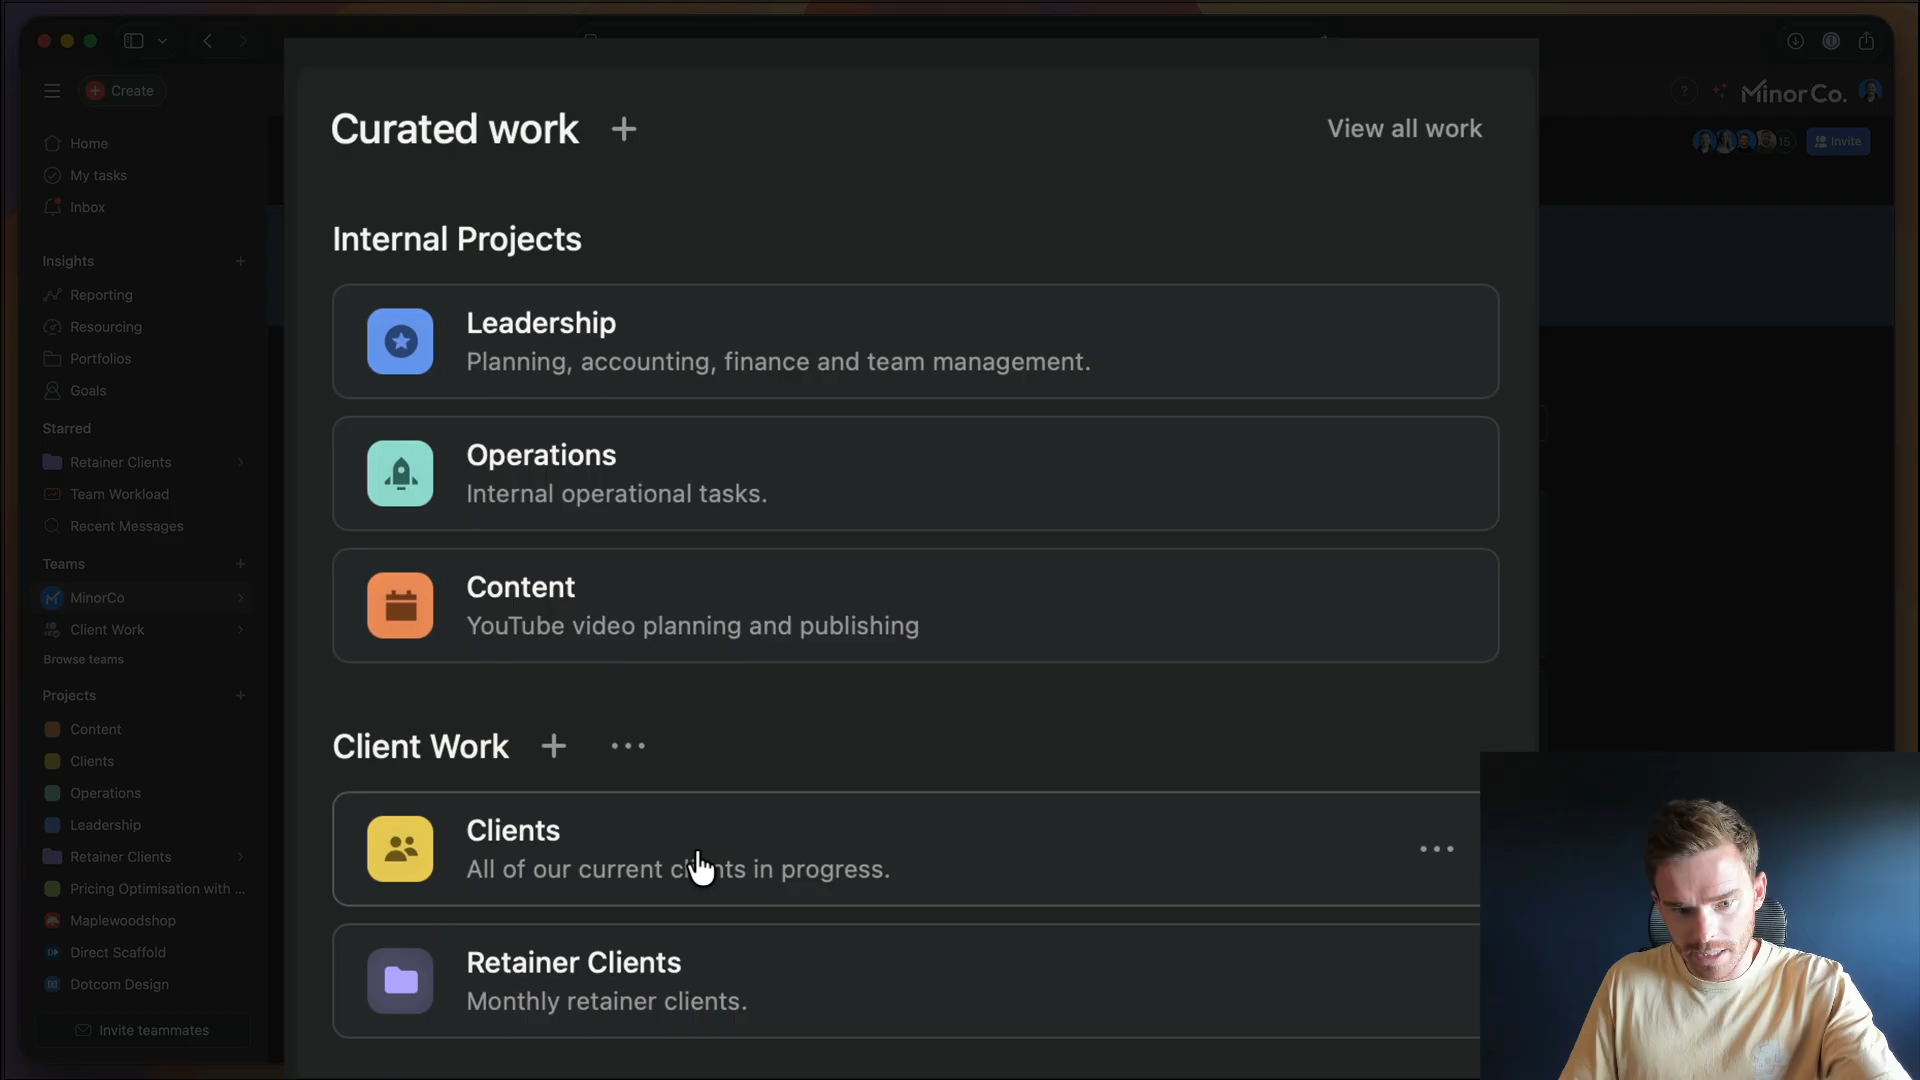 Create
Home
My tasks
Inbox
Insights
Reporting
Resourcing
Portfolios
Goals
Starred
Retainer Clients
Team Workload
Recent Messages
Teams
MinorCo
Client Work
Browse teams
Projects
Content
Clients
Operations
Leadership
Retainer Clients
Pricing Optimisation with ...
Maplewoodshop
Direct Scaffold
Dotcom Design
Invite teammates
Curated work
View all work
Internal Projects
Leadership
Planning, accounting, finance and team management.
Operations
Internal operational tasks.
Content
YouTube video planning and publishing
Client Work
Clients
All of our current clients in progress.
Retainer Clients
Monthly retainer clients.
?
MinorCo.
15
Invite